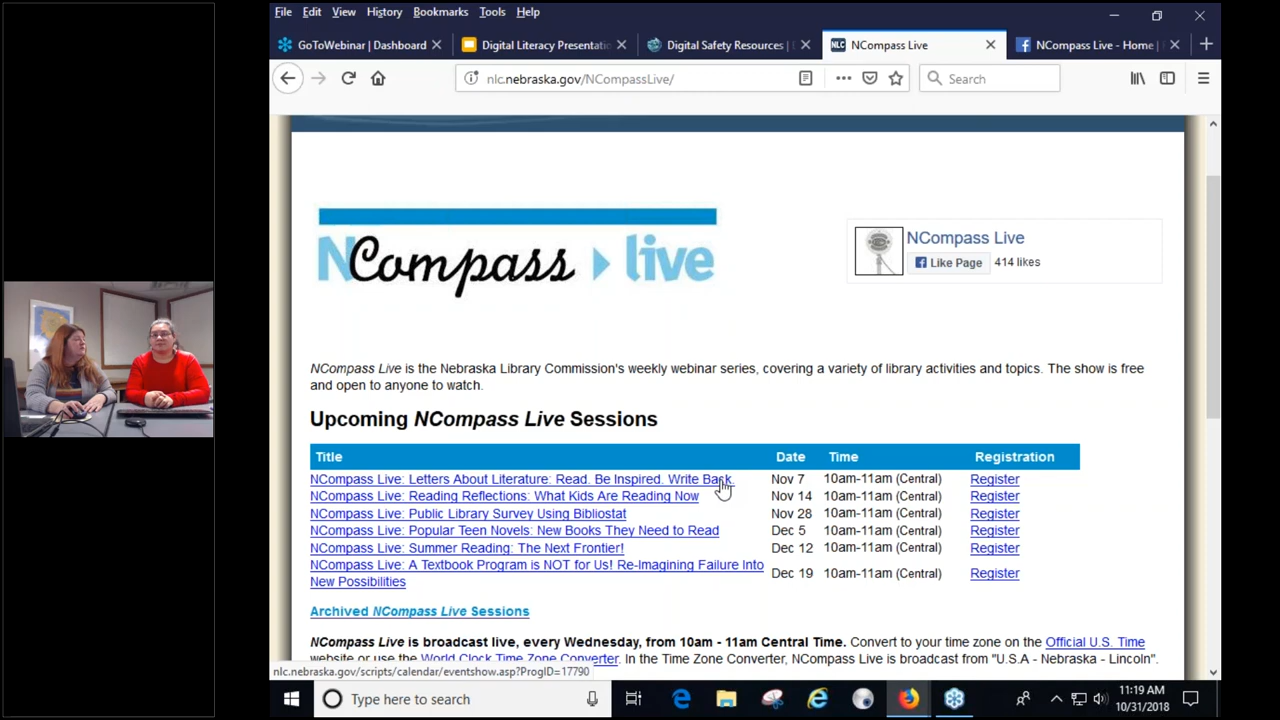 File Edit View History Bookmarks Tools Help
GoToWebinar | Dashboard
Digital Literacy Presentatio
Digital Safety Resources |
NLC NCompass Live
NCompass Live - Home |
nlc.nebraska.gov/NCompassLive/
Search
NCompass live
NCompass Live
Like Page 414 likes
NCompass Live is the Nebraska Library Commission's weekly webinar series, covering a variety of library activities and topics. The show is free
and open to anyone to watch.
Upcoming NCompass Live Sessions
Title Date Time Registration
NCompass Live: Letters About Literature: Read. Be Inspired. Write Back. Nov 7 10am-11am (Central) Register
NCompass Live: Reading Reflections: What Kids Are Reading Now Nov 14 10am-11am (Central) Register
NCompass Live: Public Library Survey Using Bibliostat Nov 28 10am-11am (Central) Register
NCompass Live: Popular Teen Novels: New Books They Need to Read Dec 5 10am-11am (Central) Register
NCompass Live: Summer Reading: The Next Frontier! Dec 12 10am-11am (Central) Register
NCompass Live: A Textbook Program is NOT for Us! Re-Imagining Failure Into
New Possibilities Dec 19 10am-11am (Central) Register
Archived NCompass Live Sessions
NCompass Live is broadcast live, every Wednesday, from 10am - 11am Central Time. Convert to your time zone on the Official U.S. Time
website or use the World Clock Time Zone Converter. In the Time Zone Converter, NCompass Live is broadcast from "U.S.A - Nebraska - Lincoln".
nlc.nebraska.gov/scripts/calendar/eventshow.asp?ProgID=17790
Type here to search
11:19 AM
10/31/2018